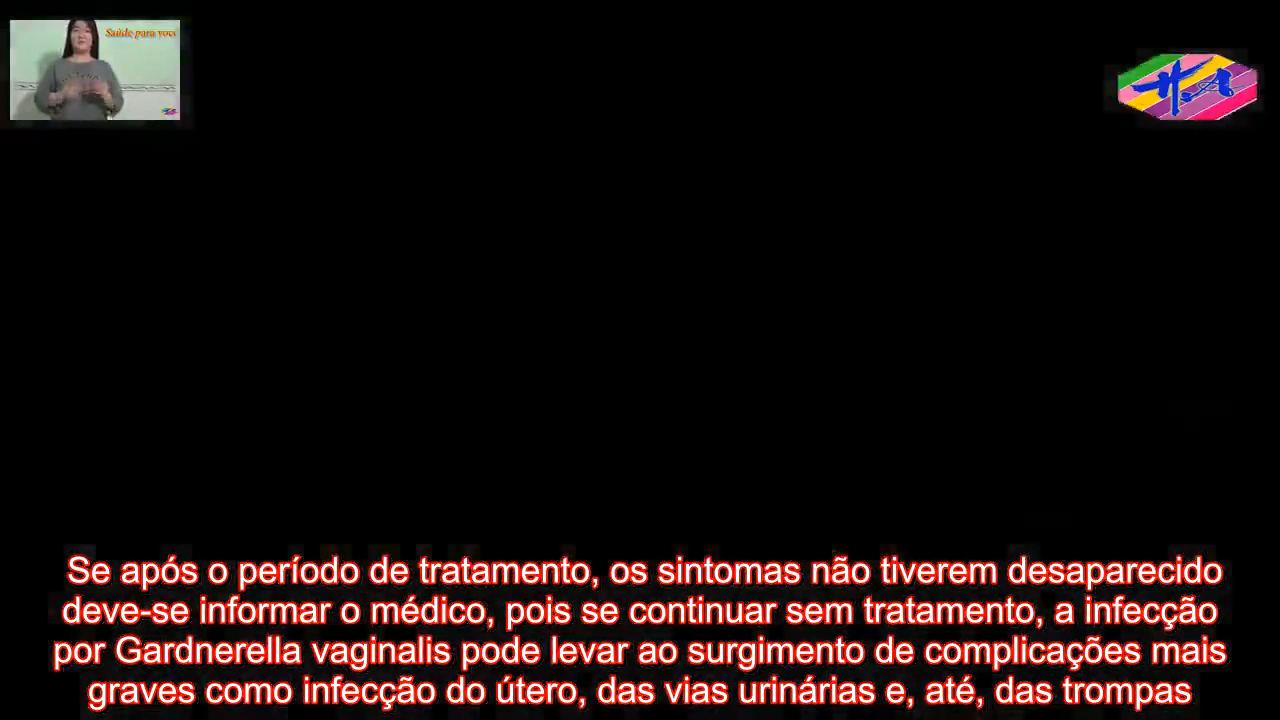 Saúde para você
H.A
Se após o período de tratamento, os sintomas não tiverem desaparecido
deve-se informar o médico, pois se continuar sem tratamento, a infecção
por Gardnerella vaginalis pode levar ao surgimento de complicações mais
graves como infecção do útero, das vias urinárias e, até, das trompas